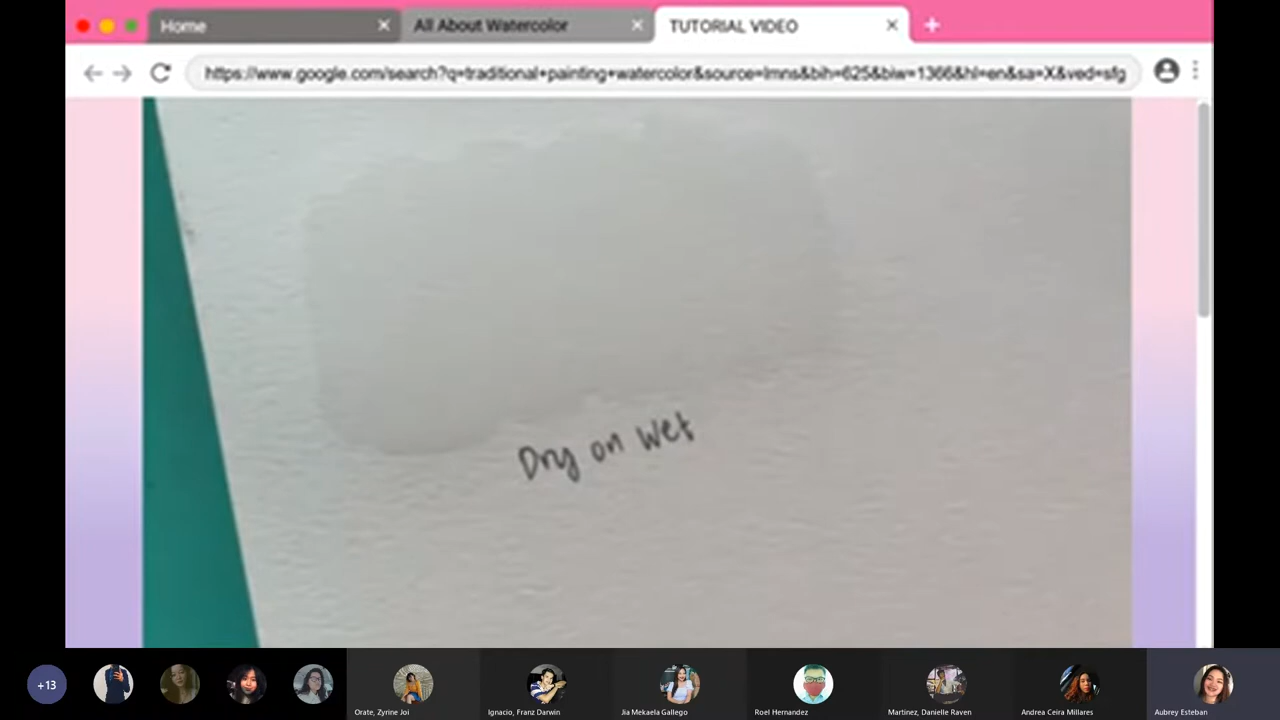 Home
All About Watercolor
TUTORIAL VIDEO
https://www.google.com/search?q=traditional+painting+watercolor&source=lmns&bih=625&biw=1366&hl=en&sa=X&ved=sfg
Dry on Wet
+13
Orate, Zyrine Joi
Ignacio, Franz Darwin
Jia Mekaela Gallego
Roel Hernandez
Martinez, Danielle Raven
Andrea Ceira Millares
Aubrey Esteban